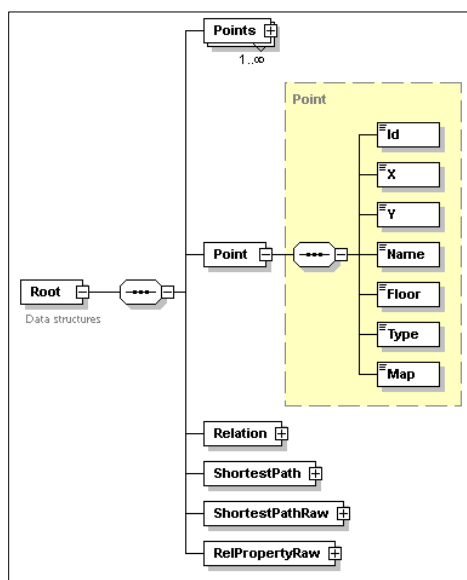 Points
1..∞
Point
Id
X
Y
Point
Name
Floor
Root
Data structures
Type
Map
Relation
ShortestPath
ShortestPathRaw
RelPropertyRaw